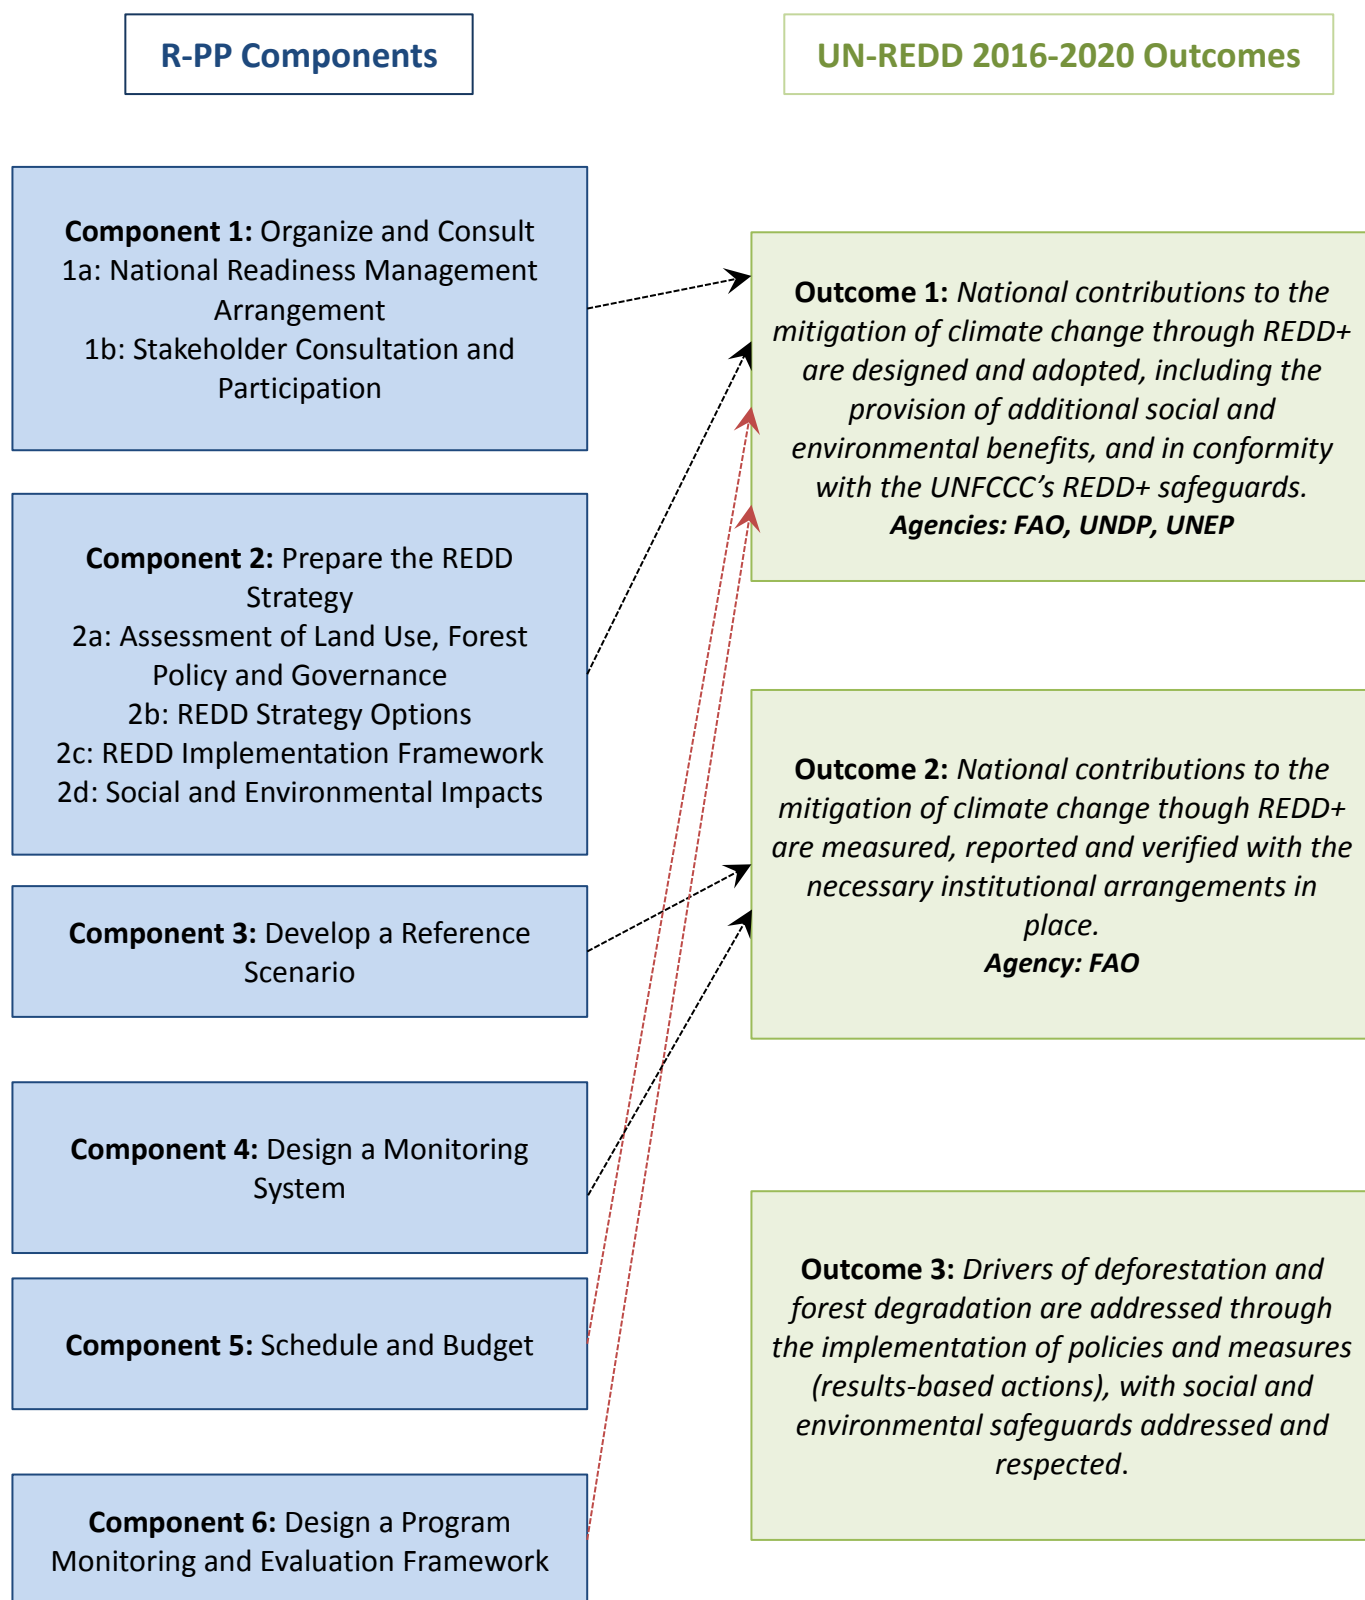 R-PP Components
UN-REDD 2016-2020 Outcomes
Component 1: Organize and Consult
1a: National Readiness Management
Arrangement
1b: Stakeholder Consultation and
Participation
Component 2: Prepare the REDD
Strategy
2a: Assessment of Land Use, Forest
Policy and Governance
2b: REDD Strategy Options
2c: REDD Implementation Framework
2d: Social and Environmental Impacts
Component 3: Develop a Reference
Scenario
Component 4: Design a Monitoring
System
Component 5: Schedule and Budget
Component 6: Design a Program
Monitoring and Evaluation Framework
Outcome 1: National contributions to the
mitigation of climate change through REDD+
are designed and adopted, including the
provision of additional social and
environmental benefits, and in conformity
with the UNFCCC’s REDD+ safeguards.
Agencies: FAO, UNDP, UNEP
Outcome 2: National contributions to the
mitigation of climate change though REDD+
are measured, reported and verified with the
necessary institutional arrangements in
place.
Agency: FAO
Outcome 3: Drivers of deforestation and
forest degradation are addressed through
the implementation of policies and measures
(results-based actions), with social and
environmental safeguards addressed and
respected.